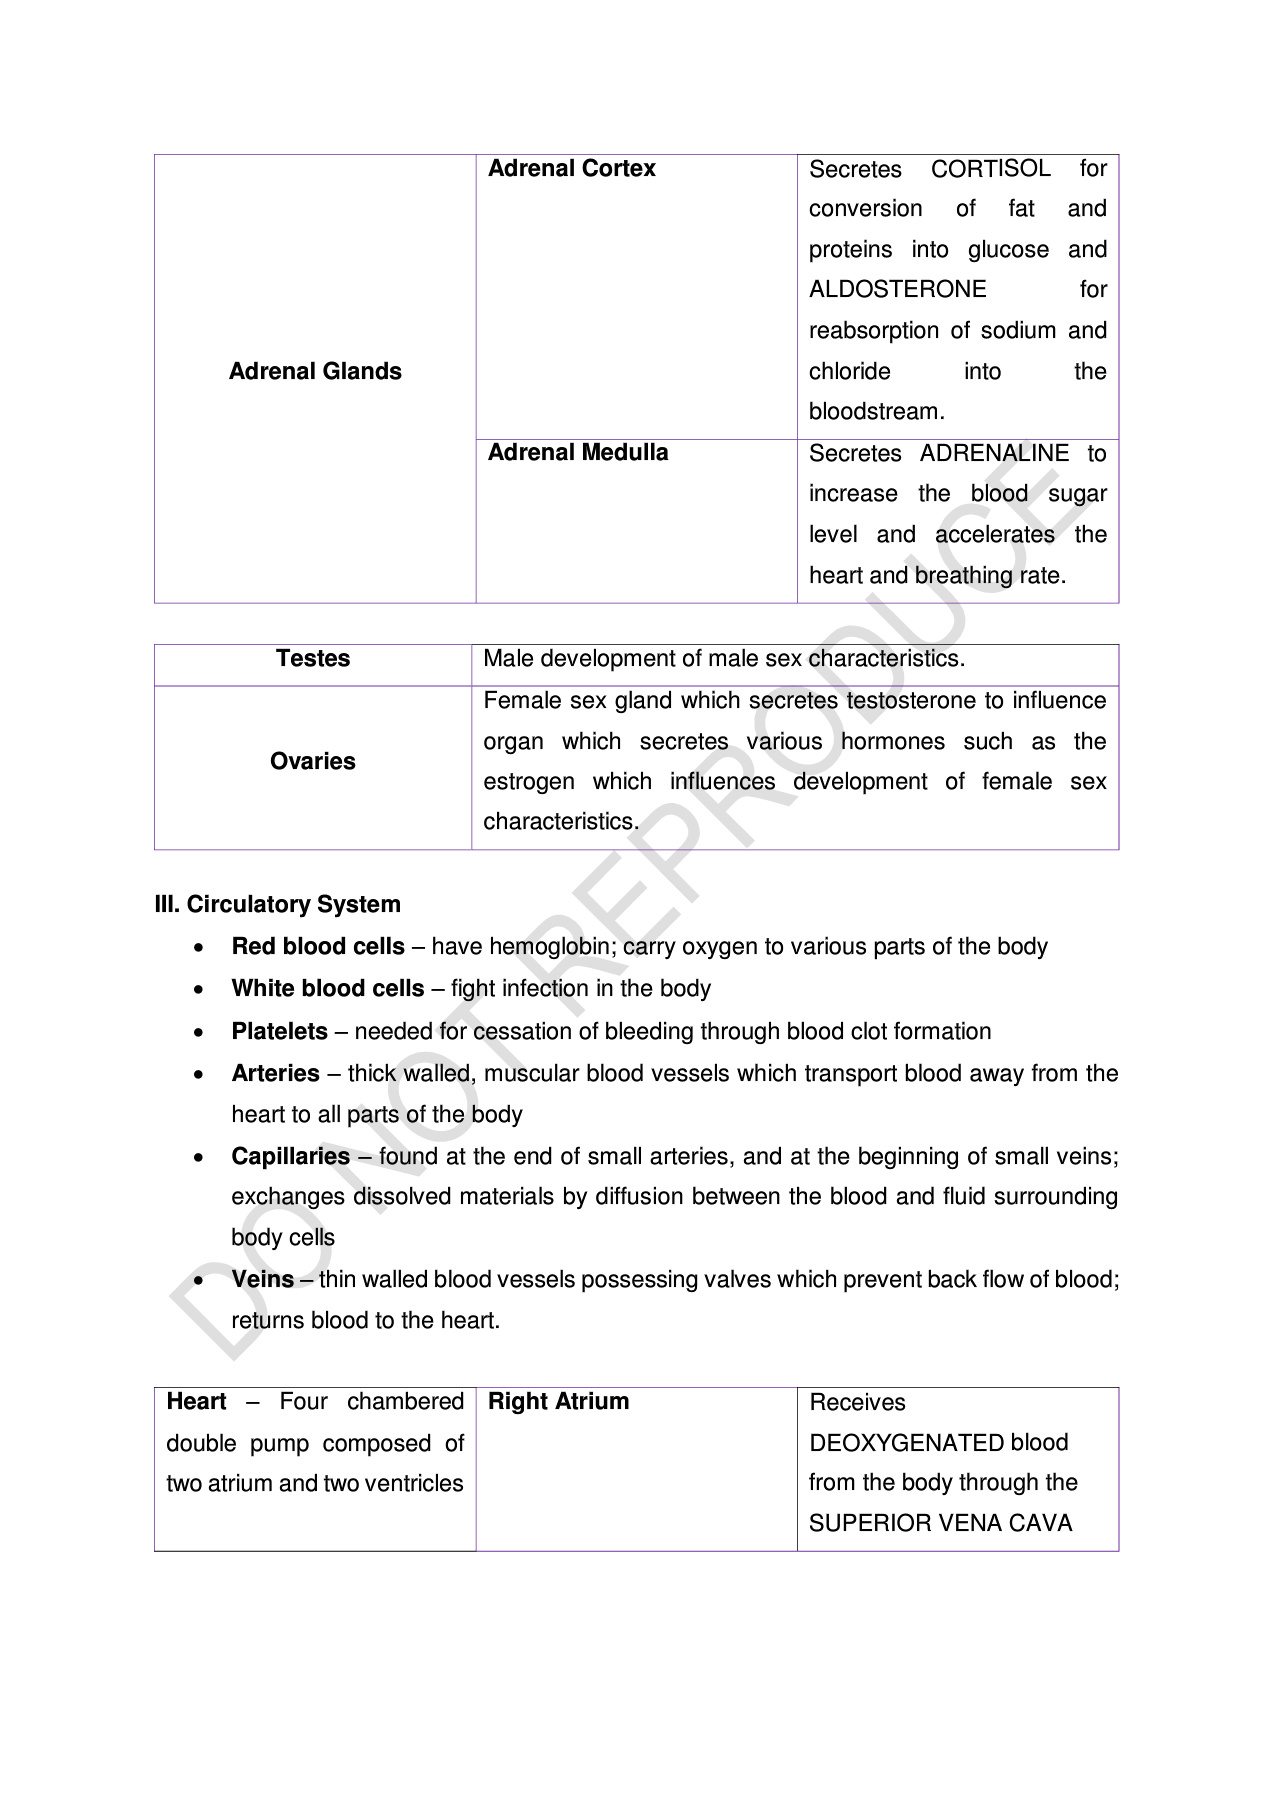 Adrenal Glands
Adrenal Cortex
Secretes CORTISOL for
conversion of fat and
proteins into glucose and
ALDOSTERONE for
reabsorption of sodium and
chloride into the
bloodstream.
Adrenal Medulla
Secretes ADRENALINE to
increase the blood sugar
level and accelerates the
heart and breathing rate.
Testes
Male development of male sex characteristics.
Ovaries
Female sex gland which secretes testosterone to influence
organ which secretes various hormones such as the
estrogen which influences development of female sex
characteristics.
III. Circulatory System
• Red blood cells – have hemoglobin; carry oxygen to various parts of the body
• White blood cells – fight infection in the body
• Platelets – needed for cessation of bleeding through blood clot formation
• Arteries – thick walled, muscular blood vessels which transport blood away from the
heart to all parts of the body
• Capillaries – found at the end of small arteries, and at the beginning of small veins;
exchanges dissolved materials by diffusion between the blood and fluid surrounding
body cells
• Veins – thin walled blood vessels possessing valves which prevent back flow of blood;
returns blood to the heart.
Heart – Four chambered
double pump composed of
two atrium and two ventricles
Right Atrium
Receives
DEOXYGENATED blood
from the body through the
SUPERIOR VENA CAVA
DO NOT REPRODUCE